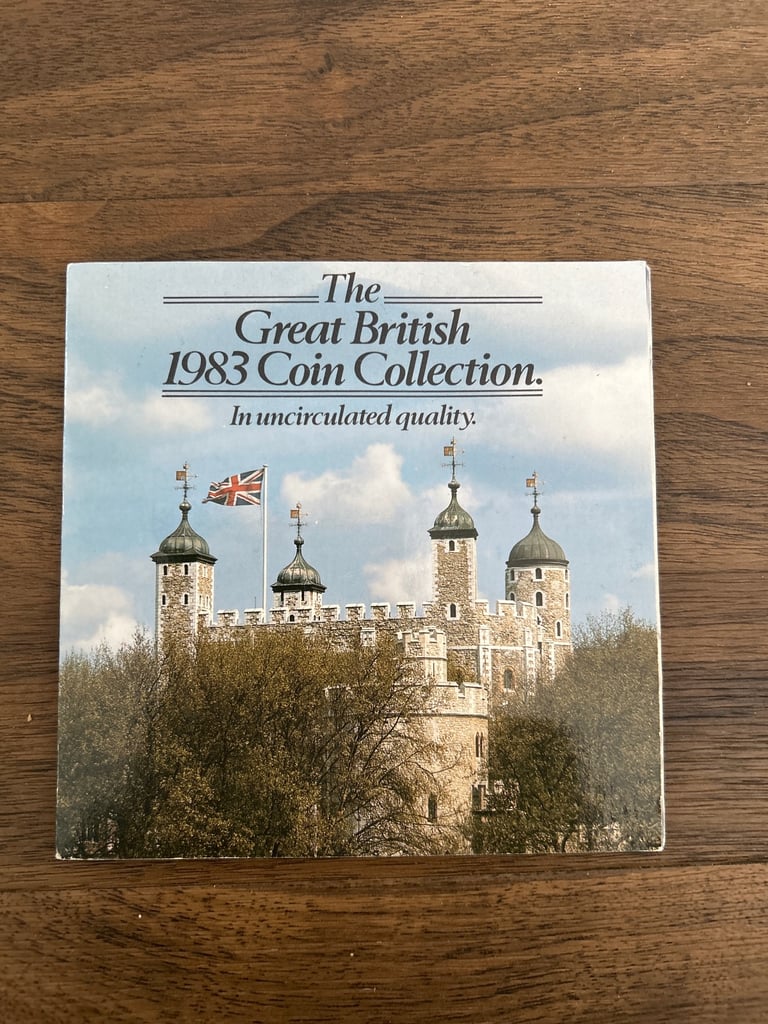 The
Great British
1983 Coin Collection.
In uncirculated quality.